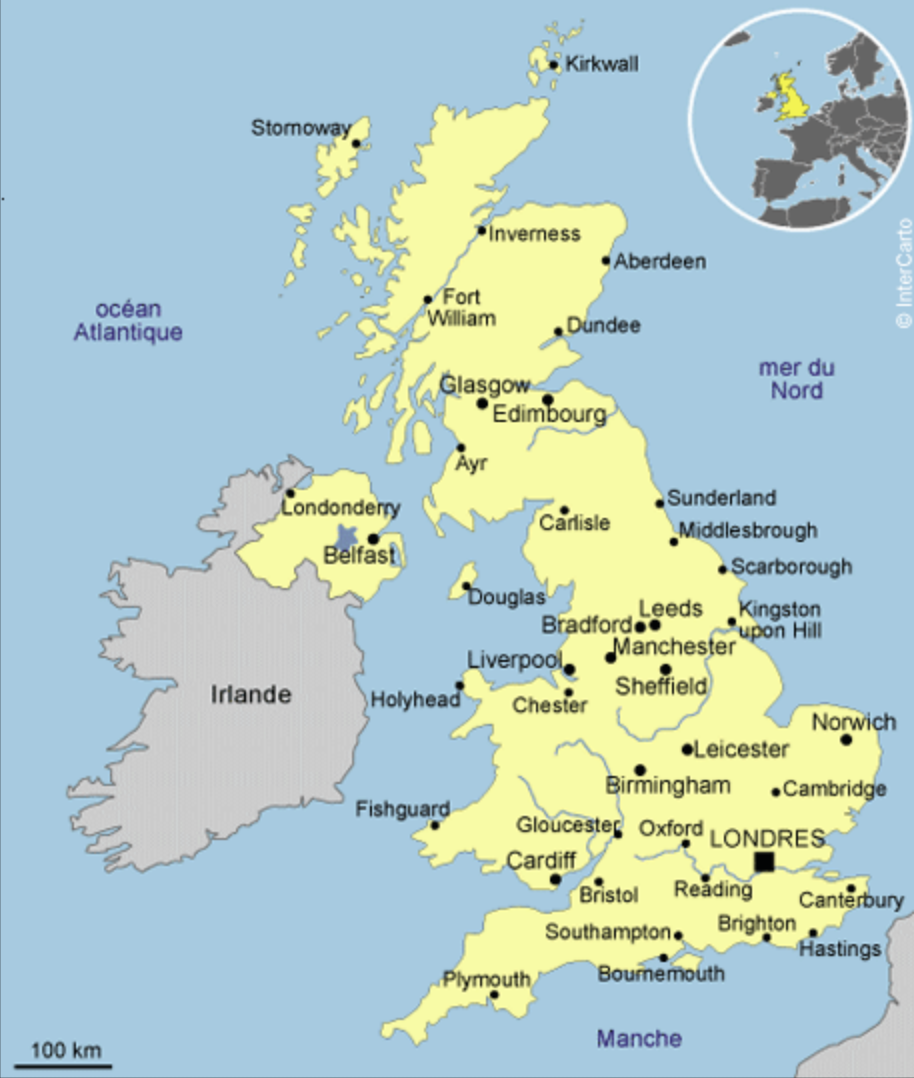 Kirkwall
Stornoway
Inverness
Aberdeen
© InterCarto
océan
Atlantique
Fort
William
Dundee
mer du
Nord
Glasgow
Edimbourg
Ayr
Londonderry
Sunderland
Carlisle
Middlesbrough
Belfast
Scarborough
Douglas
Leeds
Kingston
upon Hill
Bradford
Manchester
Liverpool
Sheffield
Irlande
Holyhead
Chester
Norwich
Leicester
Birmingham
Cambridge
Fishguard
Gloucester
Oxford
LONDRES
Cardiff
Bristol
Reading
Canterbury
Brighton
Southampton
Hastings
Bournemouth
Plymouth
Manche
100 km